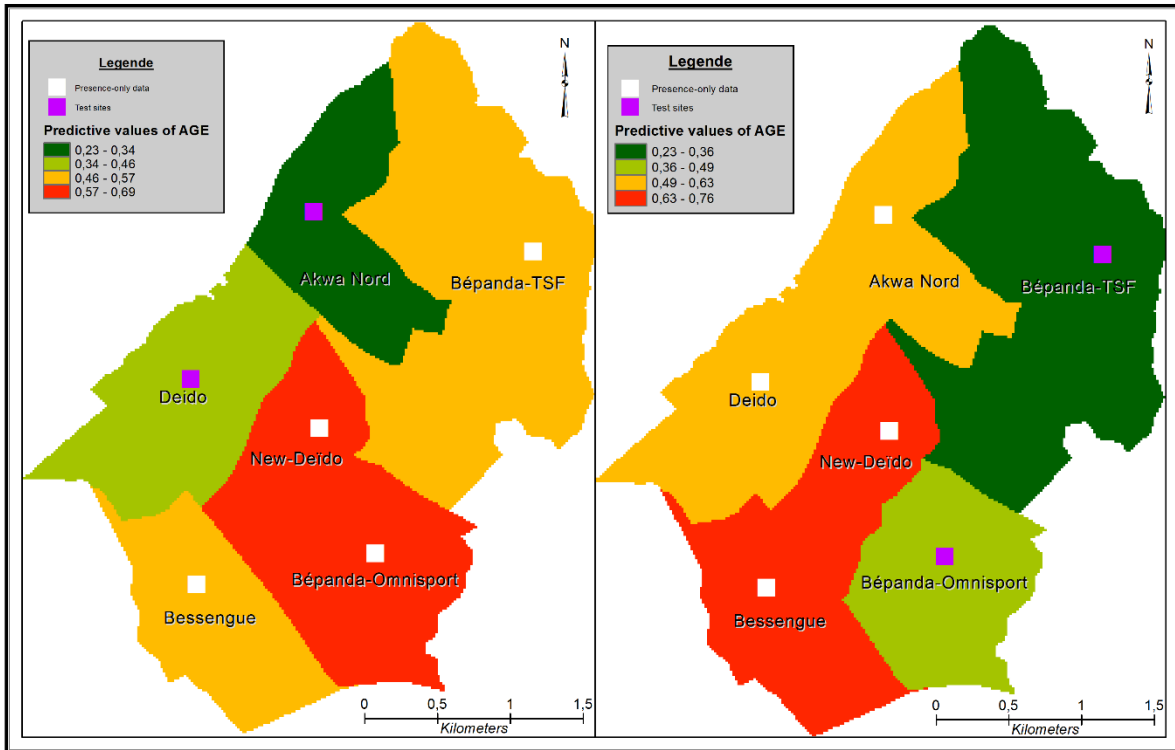 Legende
Presence-only data
Test sites
Predictive values of AGE
0,23 - 0,34
0,34 - 0,46
0,46 - 0,57
0,57 - 0,69
N
Akwa Nord
Bépanda-TSF
Deido
New-Deïdo
Bépanda-Omnisport
Bessengue
0 0,5 1 1,5
Kilometers
Legende
Presence-only data
Test sites
Predictive values of AGE
0,23 - 0,36
0,36 - 0,49
0,49 - 0,63
0,63 - 0,76
N
Akwa Nord
Bépanda-TSF
Deido
New-Deïdo
Bépanda-Omnisport
Bessengue
0 0,5 1 1,5
Kilometers